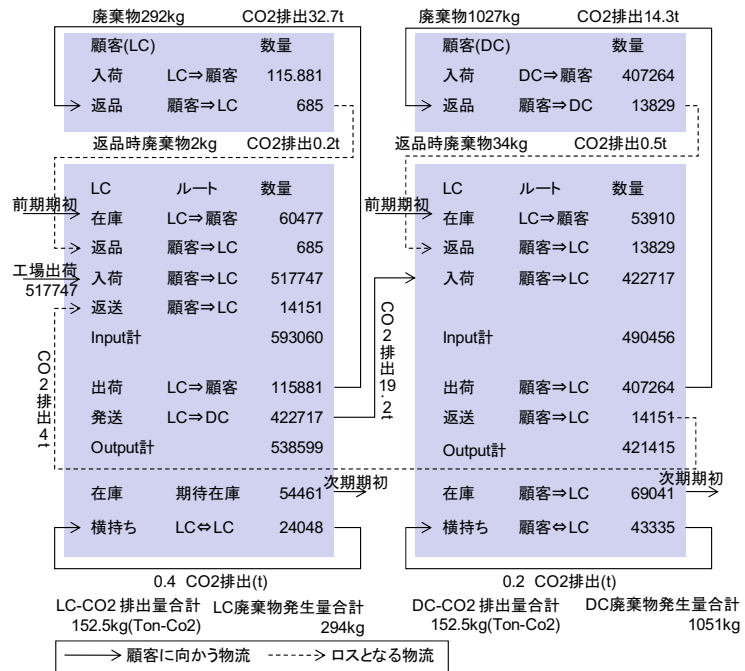 廃棄物292kg CO2排出32.7t
顧客(LC) 数量
入荷 LC⇒顧客 115.881
返品 顧客⇒LC 685
返品時廃棄物2kg CO2排出0.2t
LC ルート 数量
前期期初
在庫 LC⇒顧客 60477
返品 顧客⇒LC 685
工場出荷
517747
入荷 顧客⇒LC 517747
返送 顧客⇒LC 14151
Input計 593060
CO2排出4t
出荷 LC⇒顧客 115881
発送 LC⇒DC 422717
Output計 538599
次期期初
在庫 期待在庫 54461
横持ち LC⇔LC 24048
0.4 CO2排出(t)
LC-CO2 排出量合計
152.5kg(Ton-Co2)
LC廃棄物発生量合計
294kg
CO2排出19.2t
廃棄物1027kg CO2排出14.3t
顧客(DC) 数量
入荷 DC⇒顧客 407264
返品 顧客⇒DC 13829
返品時廃棄物34kg CO2排出0.5t
LC ルート 数量
前期期初
在庫 LC⇒顧客 53910
返品 顧客⇒LC 13829
入荷 顧客⇒LC 422717
Input計 490456
出荷 顧客⇒LC 407264
返送 顧客⇒LC 14151
Output計 421415
次期期初
在庫 顧客⇒LC 69041
横持ち 顧客⇔LC 43335
0.2 CO2排出(t)
DC-CO2 排出量合計
152.5kg(Ton-Co2)
DC廃棄物発生量合計
1051kg
顧客に向かう物流 ロスとなる物流